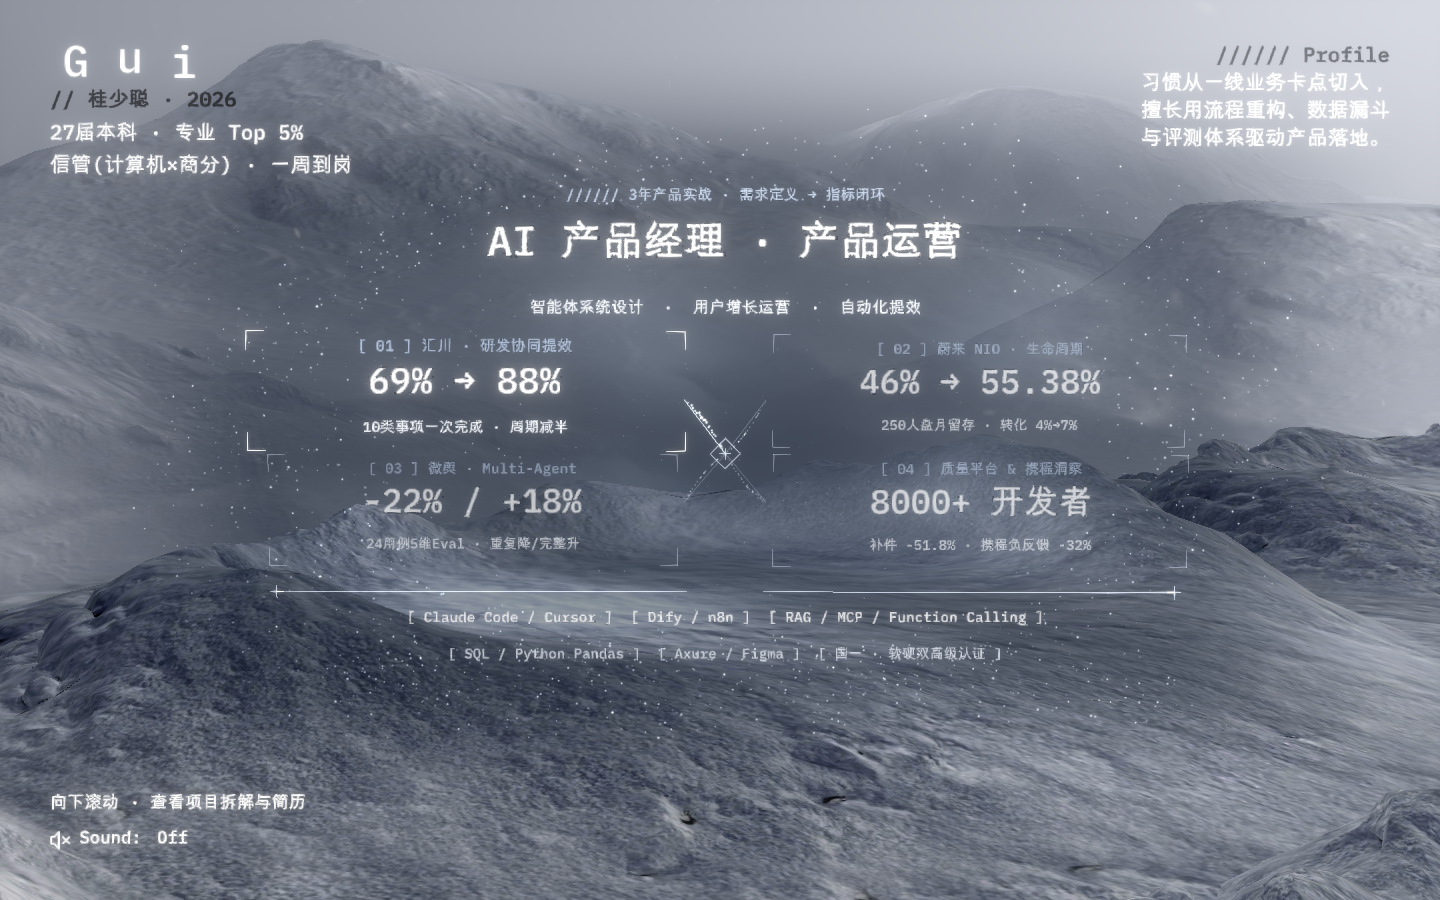 Gui
// 桂少聪 · 2026
27届本科 · 专业 Top 5%
信管(计算机×商分) · 一周到岗
////// Profile
习惯从一线业务卡点切入，
擅长用流程重构、数据漏斗
与评测体系驱动产品落地。
////// 3年产品实战 · 需求定义 → 指标闭环
AI 产品经理 · 产品运营
智能体系统设计 · 用户增长运营 · 自动化提效
[ 01 ] 汇川 · 研发协同提效
69% → 88%
10类事项一次完成 · 周期减半
[ 02 ] 蔚来 NIO · 生命周期
46% → 55.38%
250人盘月留存 · 转化 4%→7%
[ 03 ] 微奥 · Multi-Agent
-22% / +18%
24用例5维Eval · 重复降/完整升
[ 04 ] 质量平台 & 携程洞察
8000+ 开发者
补件 -51.8% · 携程负反馈 -32%
[ Claude Code / Cursor ] [ Dify / n8n ] [ RAG / MCP / Function Calling ]
[ SQL / Python Pandas ] [ Axure / Figma ] [ 国一 · 软硬双高级认证 ]
向下滚动 · 查看项目拆解与简历
Sound: Off